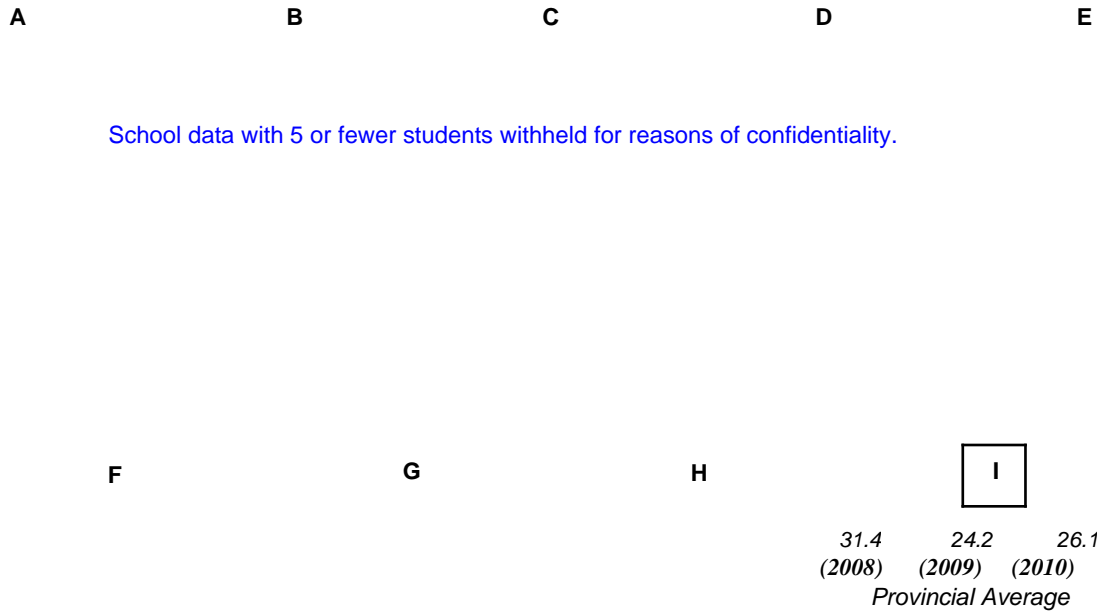 A B C D E
School data with 5 or fewer students withheld for reasons of confidentiality.
F G H I
31.4 24.2 26.1
(2008) (2009) (2010)
Provincial Average